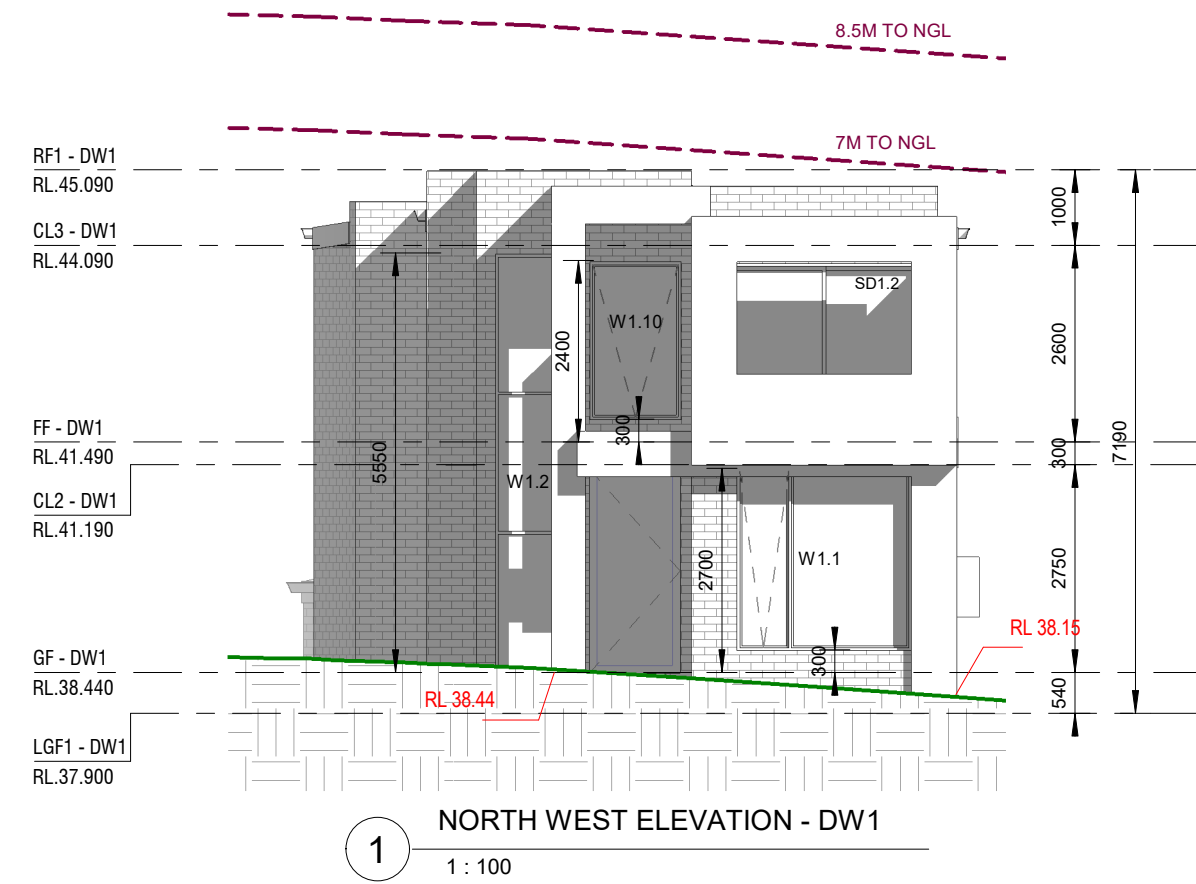 8.5M TO NGL
7M TO NGL
RF1 - DW1
RL.45.090
1000
CL3 - DW1
RL.44.090
SD1.2
W1.10
2400
2600
FF - DW1
RL.41.490
300
300
7190
5550
CL2 - DW1
RL.41.190
W1.2
2700
W1.1
2750
RL 38.15
GF - DW1
RL.38.440
300
RL 38.44
540
LGF1 - DW1
RL.37.900
1
NORTH WEST ELEVATION - DW1
1 : 100